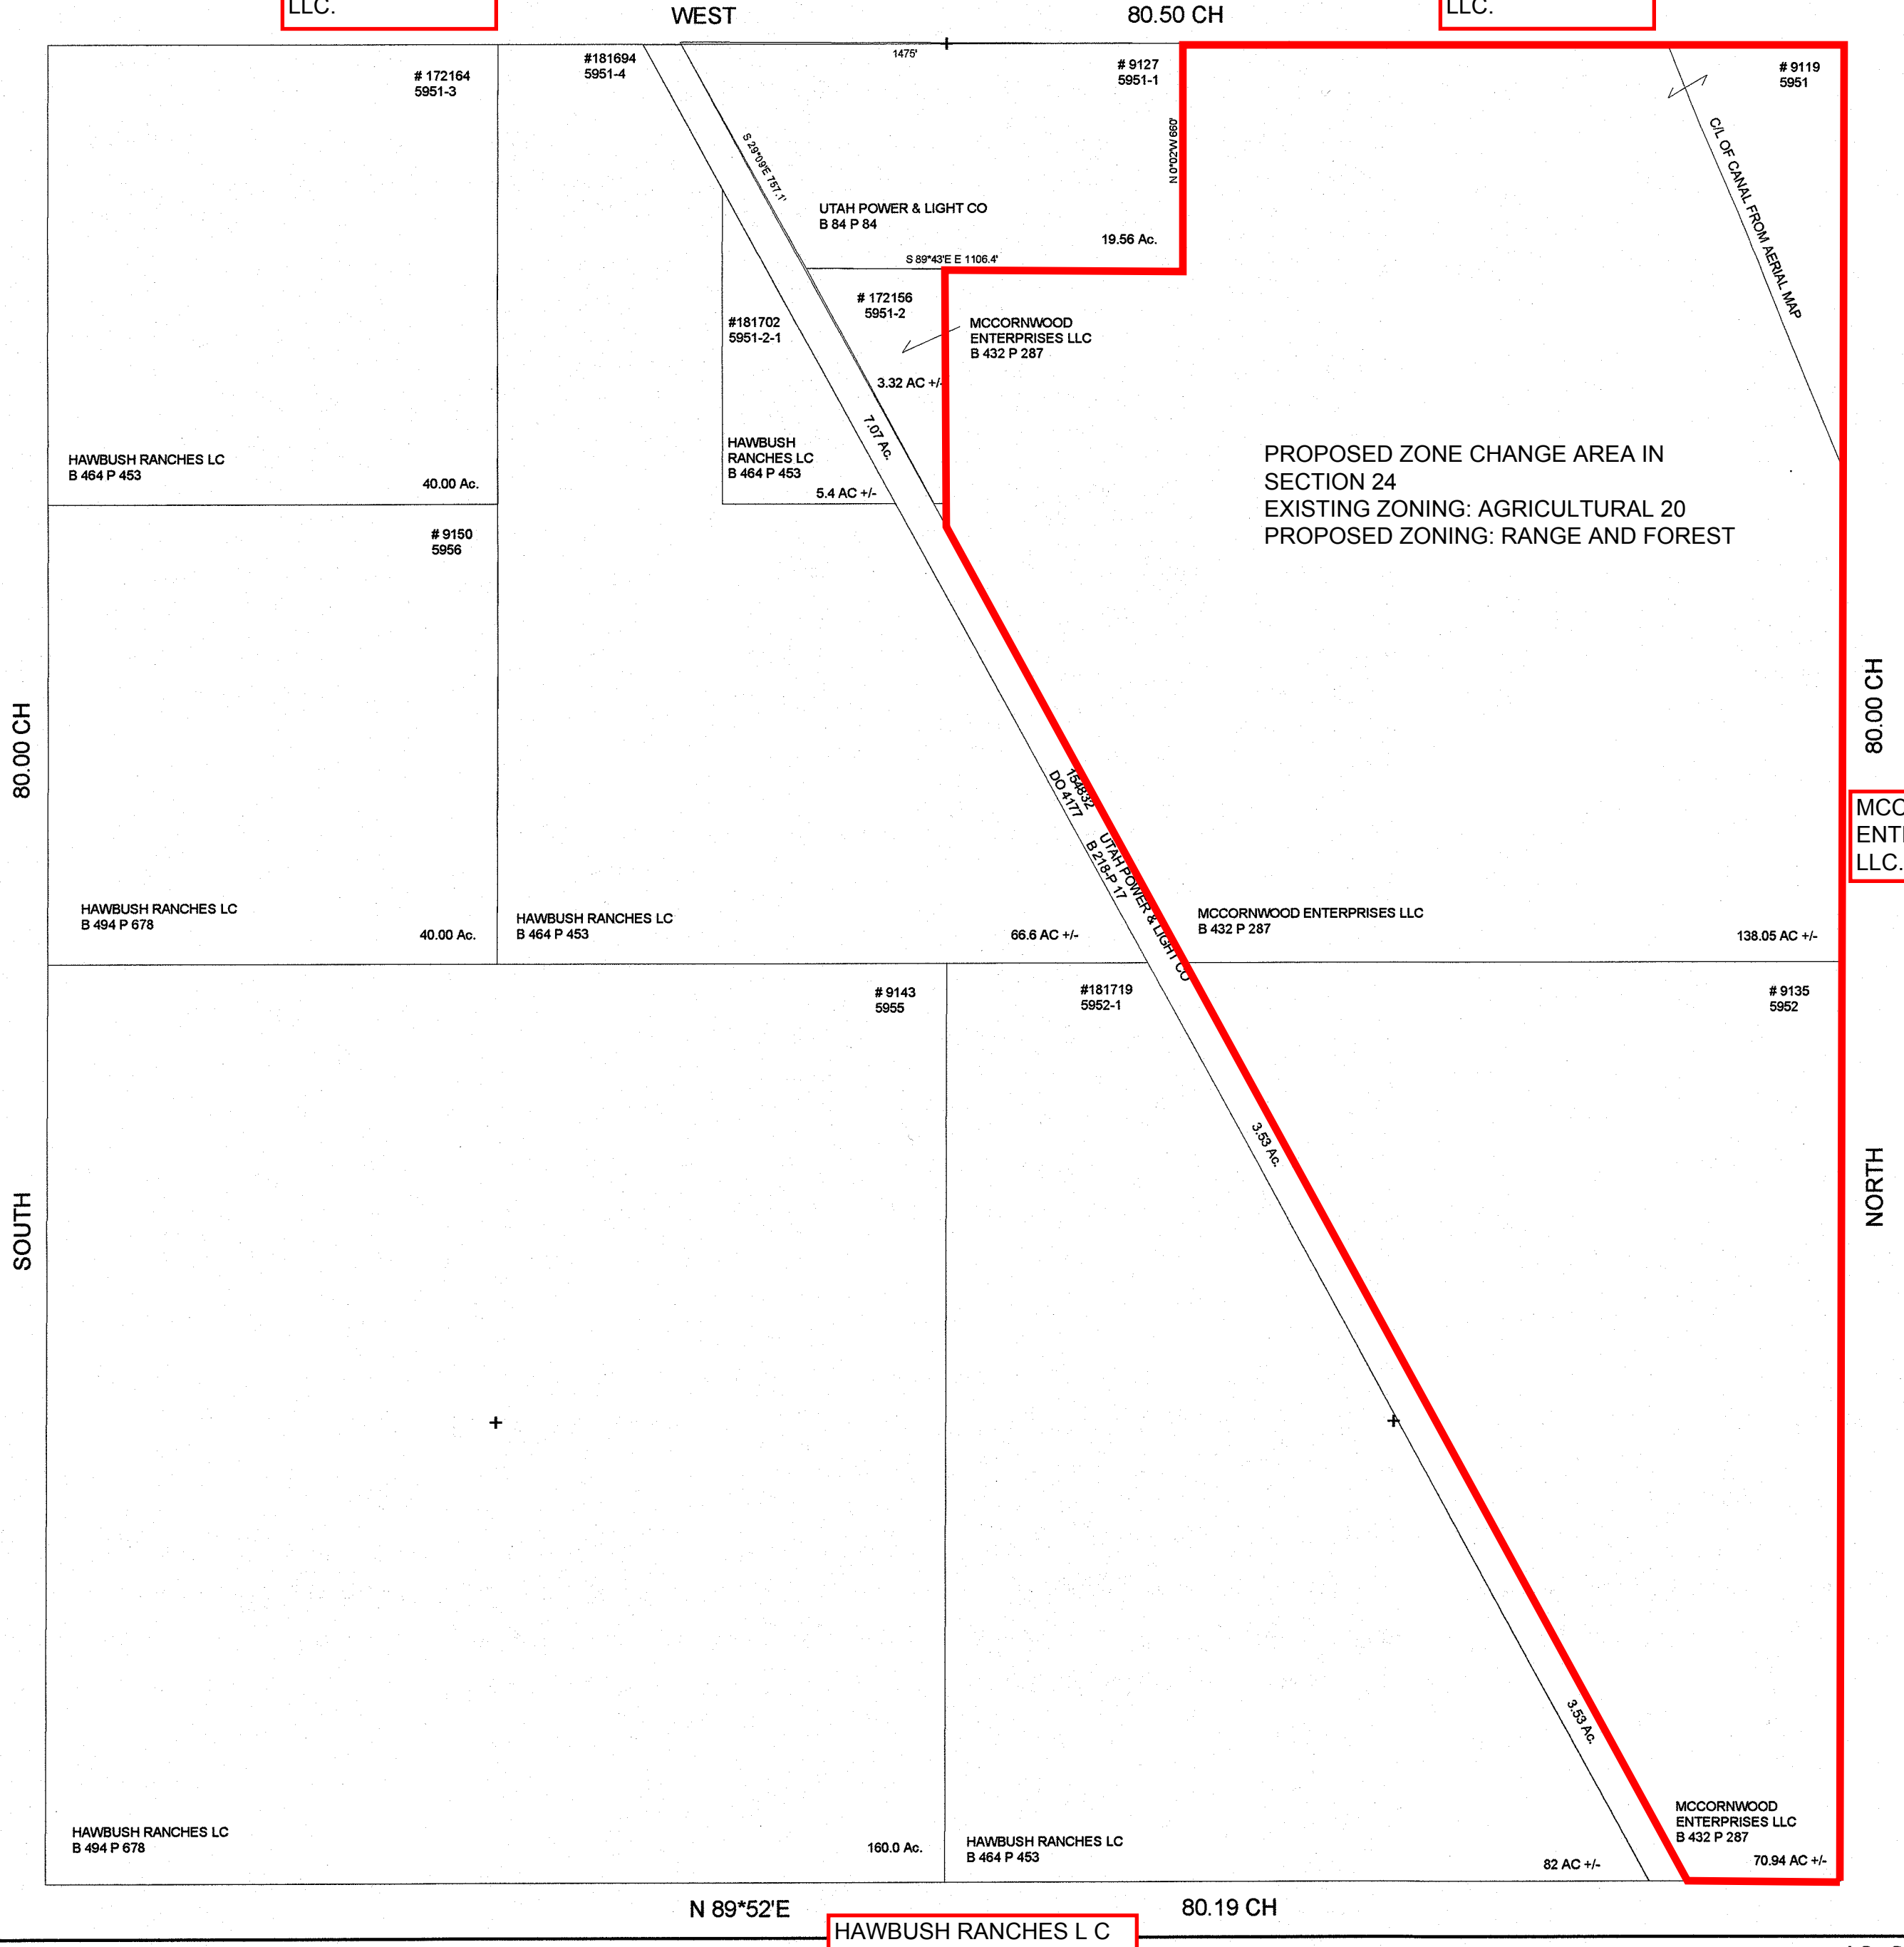 LLC.
WEST
80.50 CH
LLC.
1475'
# 172164
5951-3
#181694
5951-4
# 9127
5951-1
# 9119
5951
S 29*09'E 757.1'
N 0*02'W 660'
C/L OF CANAL FROM AERIAL MAP
UTAH POWER & LIGHT CO
B 84 P 84
19.56 Ac.
S 89*43'E E 1106.4'
# 172156
5951-2
#181702
5951-2-1
MCCORNWOOD
ENTERPRISES LLC
B 432 P 287
3.32 AC +/-
7.07 Ac.
HAWBUSH
RANCHES LC
B 464 P 453
5.4 AC +/-
HAWBUSH RANCHES LC
B 464 P 453
40.00 Ac.
PROPOSED ZONE CHANGE AREA IN
SECTION 24
EXISTING ZONING: AGRICULTURAL 20
PROPOSED ZONING: RANGE AND FOREST
# 9150
5956
80.00 CH
80.00 CH
154832
DO 4177
UTAH POWER & LIGHT CO
B 218-P 17
MCC
ENT
LLC.
HAWBUSH RANCHES LC
B 494 P 678
40.00 Ac.
HAWBUSH RANCHES LC
B 464 P 453
66.6 AC +/-
MCCORNWOOD ENTERPRISES LLC
B 432 P 287
138.05 AC +/-
# 9143
5955
#181719
5952-1
# 9135
5952
3.53 Ac.
SOUTH
NORTH
3.53 Ac.
HAWBUSH RANCHES LC
B 494 P 678
160.0 Ac.
HAWBUSH RANCHES LC
B 464 P 453
82 AC +/-
MCCORNWOOD
ENTERPRISES LLC
B 432 P 287
70.94 AC +/-
N 89*52'E
80.19 CH
HAWBUSH RANCHES L C